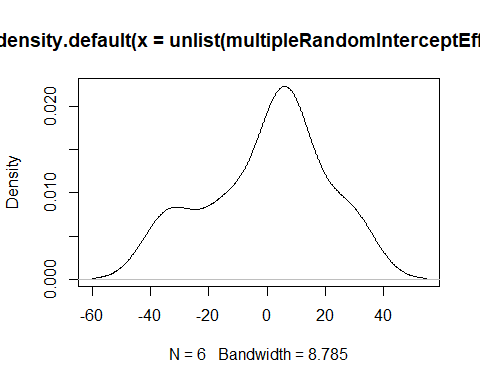 density.default(x = unlist(multipleRandomInterceptEff
Density
0.020
0.010
0.000
-60 -40 -20 0 20 40
N = 6 Bandwidth = 8.785